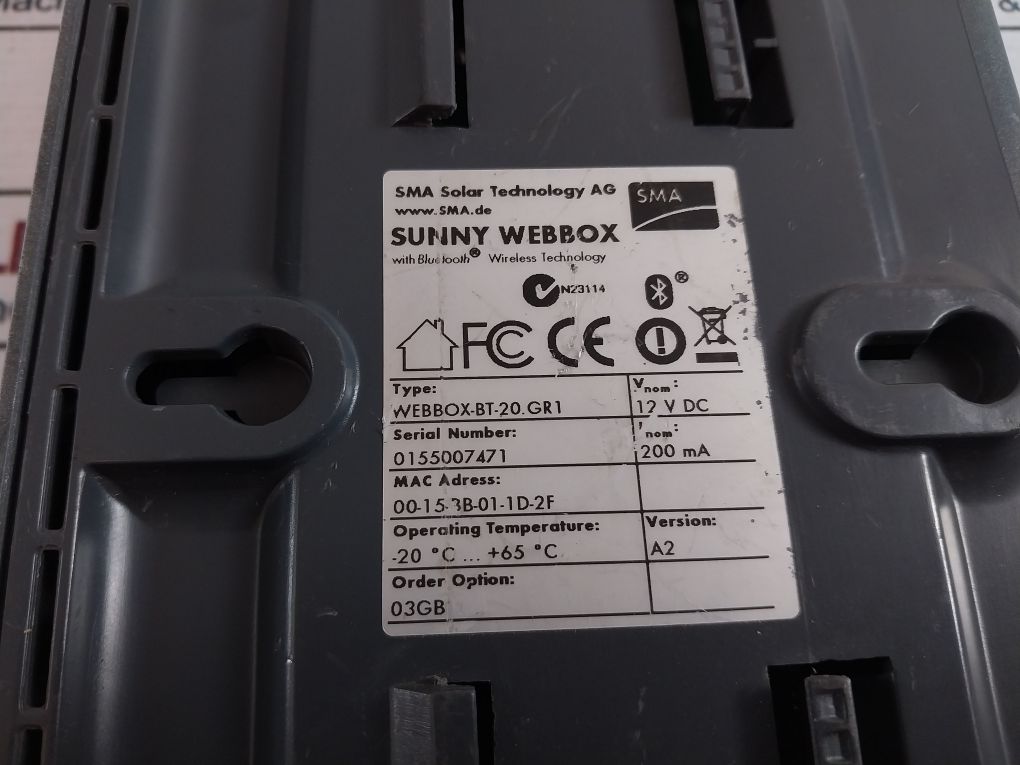 SMA Solar Technology AG
www.SMA.de
SMA
SUNNY WEBBOX
with Bluetooth® Wireless Technology
N23114
®
FC CE
Type:
WEBBOX-BT-20.GR1
Vnom:
12 V DC
Serial Number:
0155007471
Inom:
200 mA
MAC Adress:
00-15-3B-01-1D-2F
Operating Temperature:
-20 °C ... +65 °C
Version:
A2
Order Option:
03GB